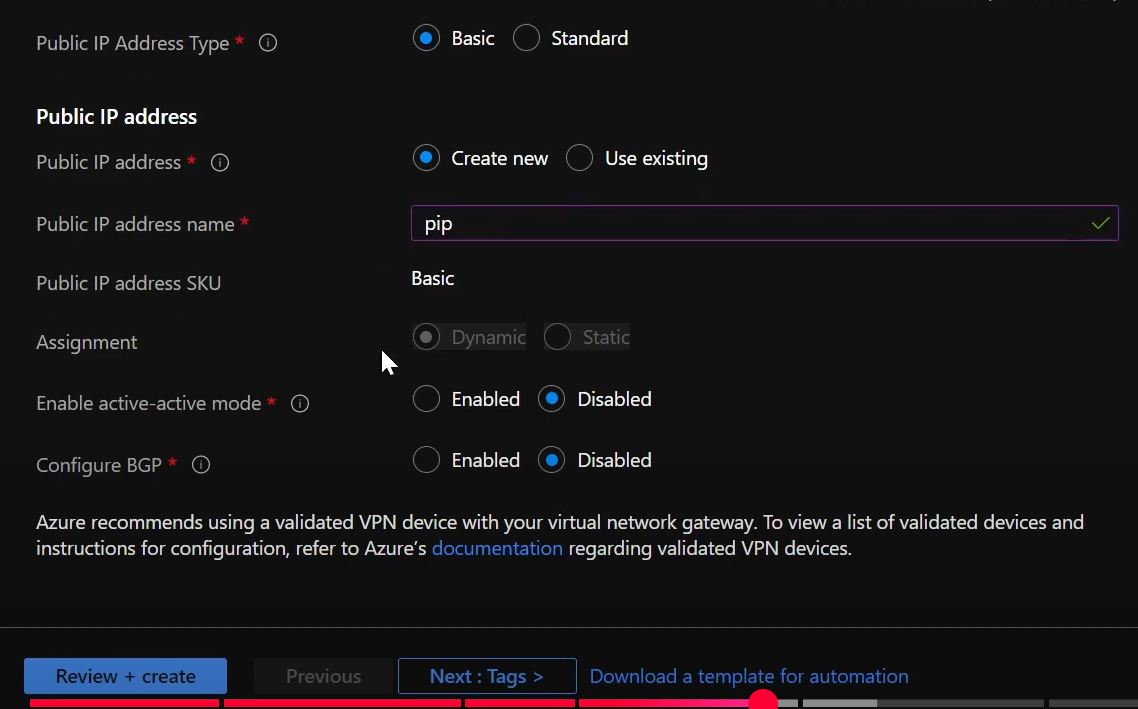 Public IP Address Type * Basic Standard
Public IP address
Public IP address * Create new Use existing
Public IP address name * pip
Public IP address SKU Basic
Assignment Dynamic Static
Enable active-active mode * Enabled Disabled
Configure BGP * Enabled Disabled
Azure recommends using a validated VPN device with your virtual network gateway. To view a list of validated devices and
instructions for configuration, refer to Azure's documentation regarding validated VPN devices.
Review + create Previous Next : Tags > Download a template for automation